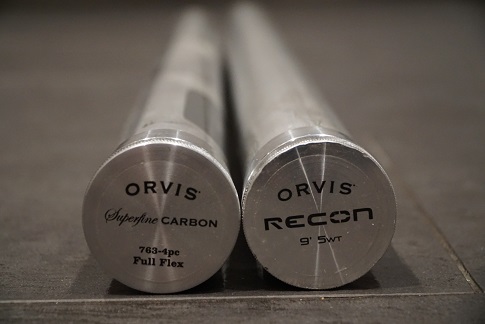 ORVIS
Superfine CARBON
763-4pc
Full Flex
ORVIS
RECON
9' 5WT